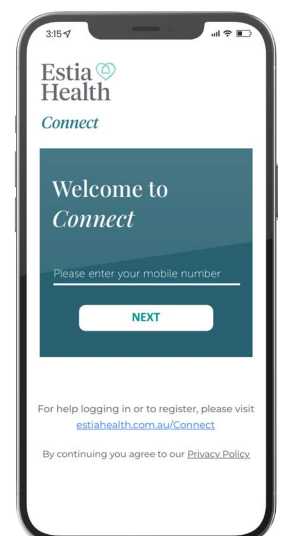 3:15
Estia
Health
Connect
Welcome to
Connect
Please enter your mobile number
NEXT
For help logging in or to register, please visit
estiahealth.com.au/Connect
By continuing you agree to our Privacy Policy